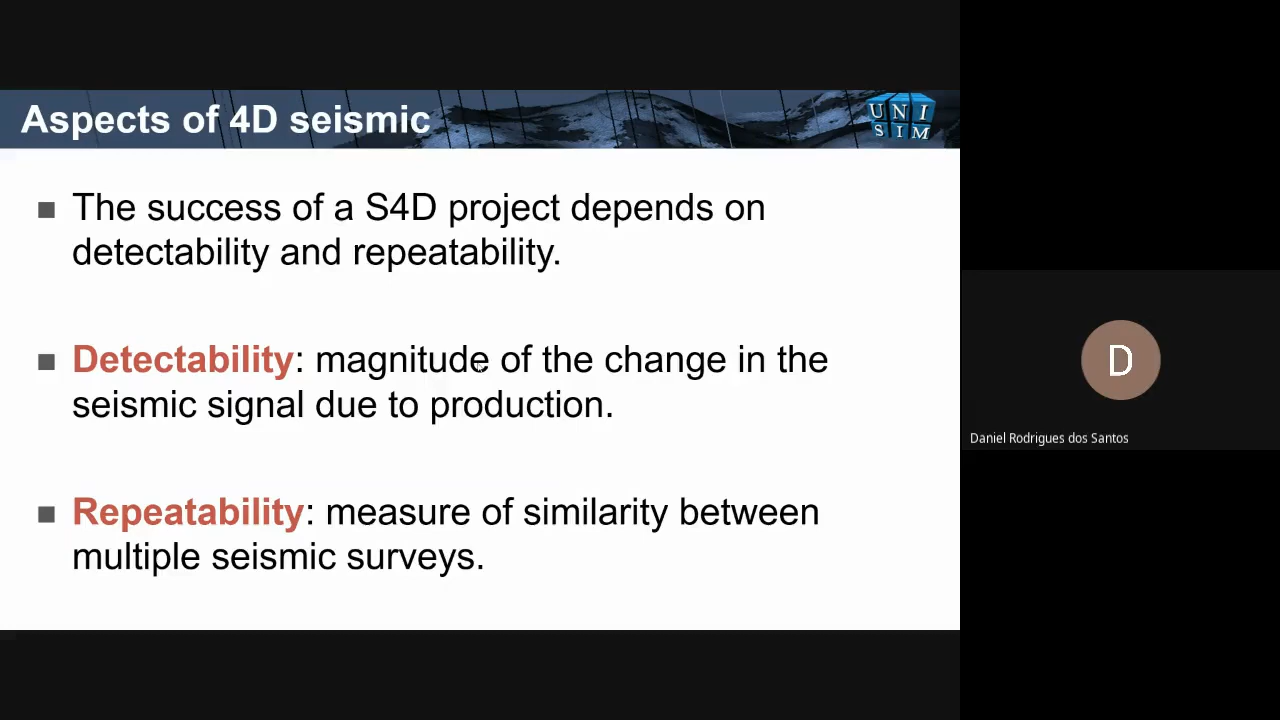 Aspects of 4D seismic
UNI
SIM
The success of a S4D project depends on
detectability and repeatability.
Detectability: magnitude of the change in the
seismic signal due to production.
Repeatability: measure of similarity between
multiple seismic surveys.
D
Daniel Rodrigues dos Santos